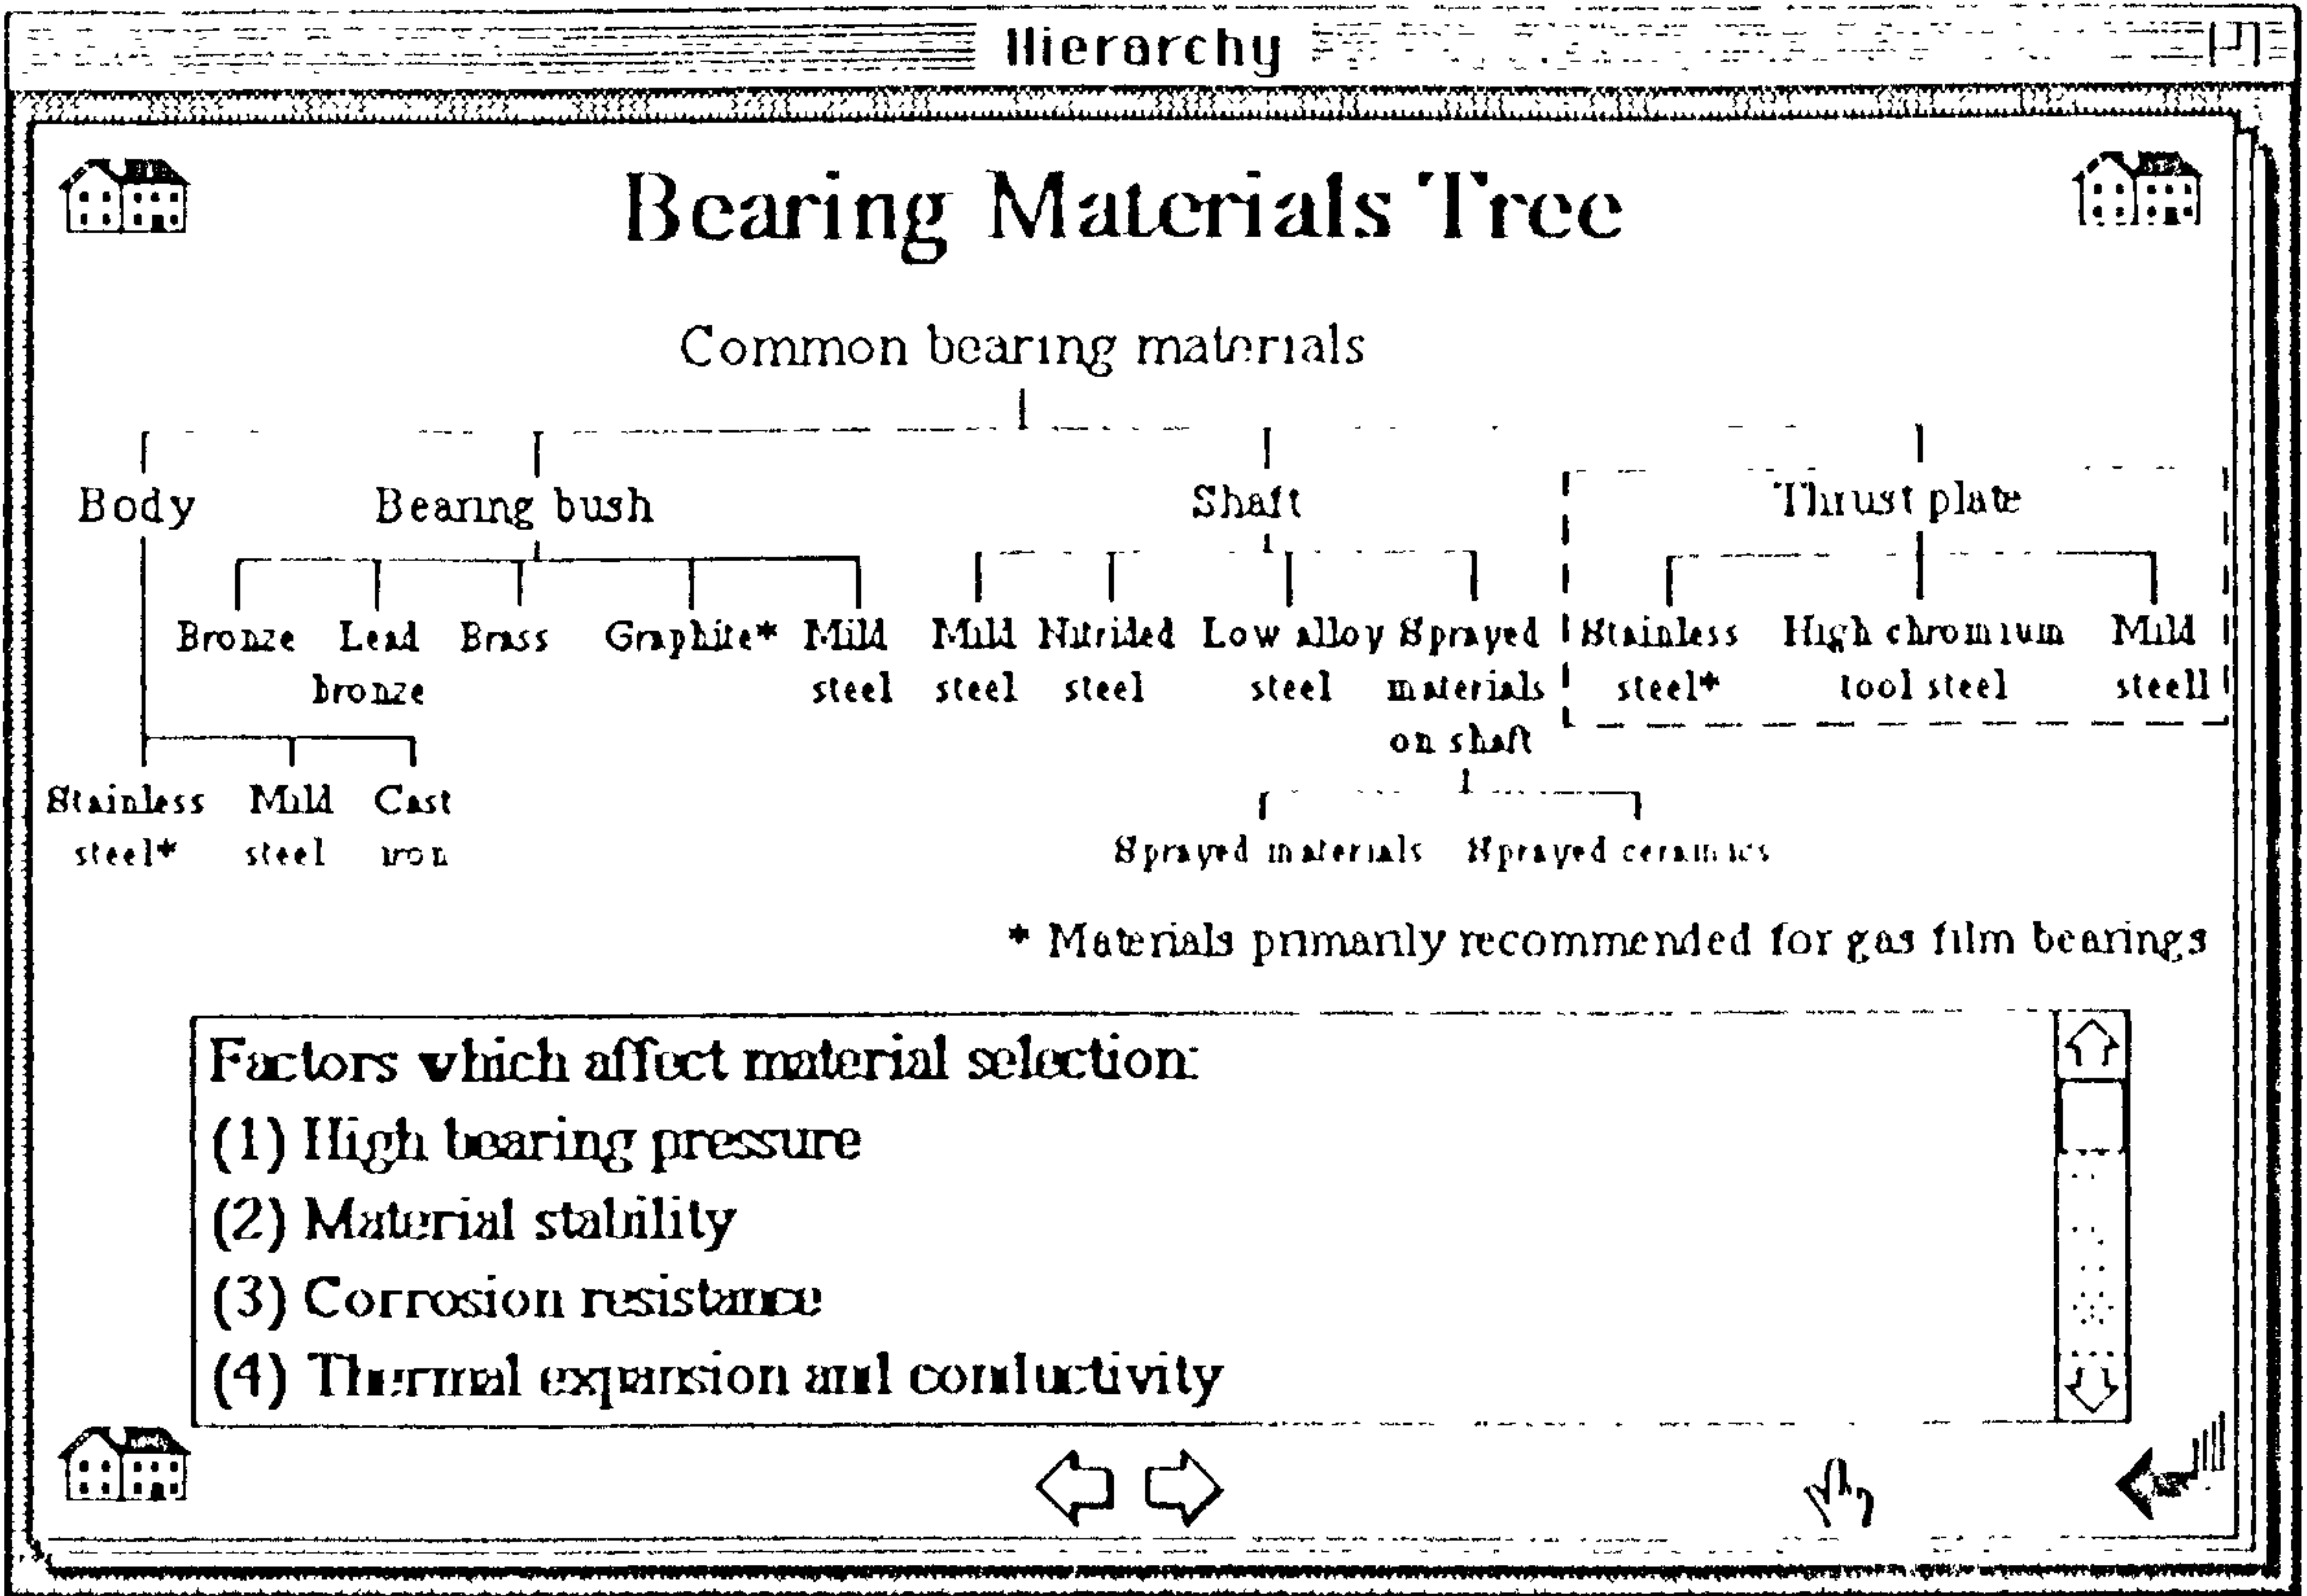 Hierarchy
Bearing Materials Tree
Common bearing materials
Body Bearing bush Shaft Thrust plate
Bronze Lead Brass Graphite* Mild Mild Nitrided Low alloy Sprayed Stainless High chromium Mild
bronze steel steel steel steel materials steel* tool steel steell
on shaft
Stainless Mild Cast
steel* steel iron Sprayed materials Sprayed ceramics
* Materials primarily recommended for gas film bearings
Factors which affect material selection:
(1) High bearing pressure
(2) Material stability
(3) Corrosion resistance
(4) Thermal expansion and conductivity